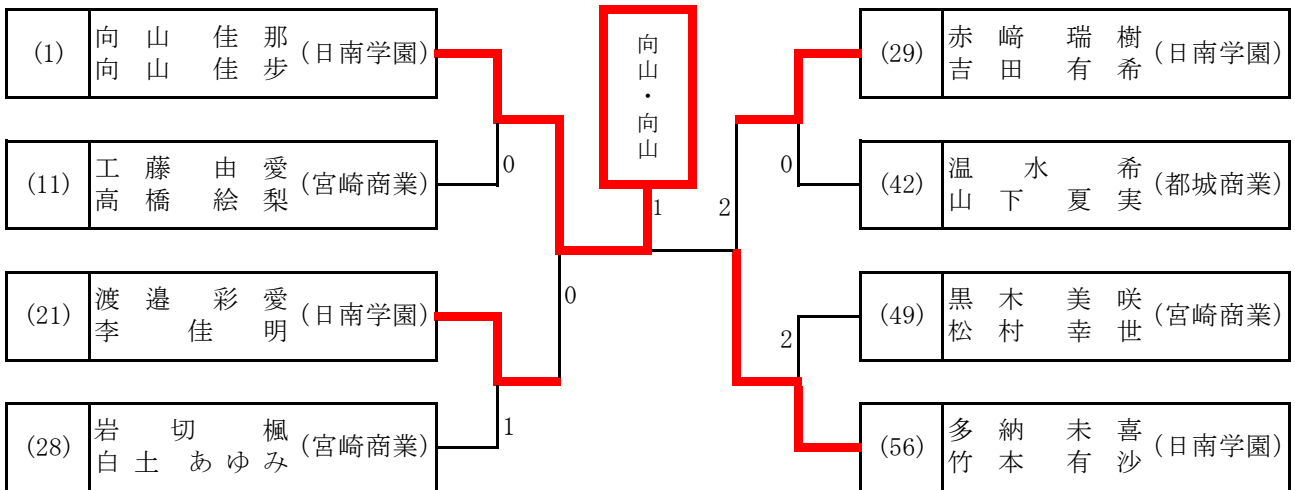 (1) 向山 佳那 (日南学園)
向山 佳歩
(11) 工藤 由愛 (宮崎商業)
高橋 絵梨
(21) 渡邉 彩愛 (日南学園)
李 佳明
(28) 岩切 楓 (宮崎商業)
白土 あゆみ
0
0
1
向山・向山
1
2
0
2
(29) 赤﨑 瑞樹 (日南学園)
吉田 有希
(42) 温水 希 (都城商業)
山下 夏実
(49) 黒木 美咲 (宮崎商業)
松村 幸世
(56) 多納 未喜 (日南学園)
竹本 有沙